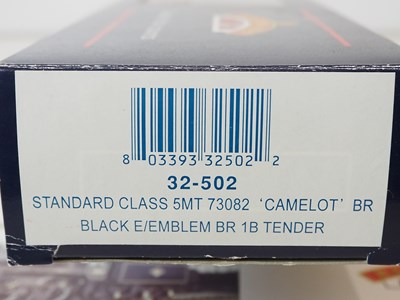 8 03393 32502 2
32-502
STANDARD CLASS 5MT 73082 'CAMELOT' BR
BLACK E/EMBLEM BR 1B TENDER